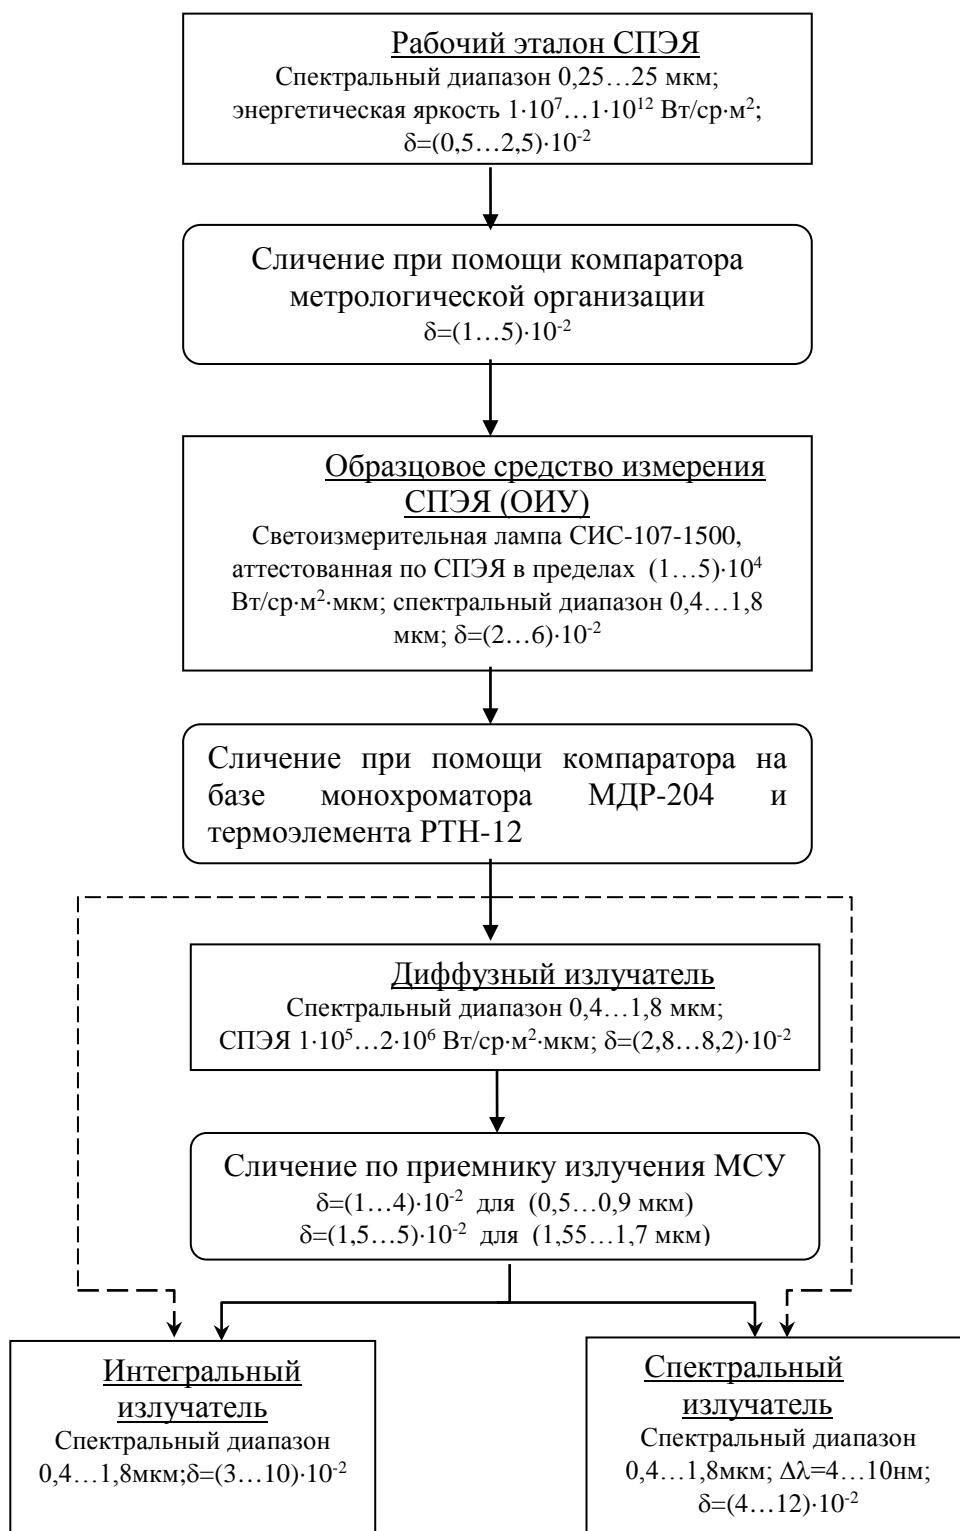 Рабочий эталон СПЭЯ
Спектральный диапазон 0,25…25 мкм;
энергетическая яркость 1·10⁷…1·10¹² Вт/ср·м²;
δ=(0,5…2,5)·10⁻²
Сличение при помощи компаратора
метрологической организации
δ=(1…5)·10⁻²
Образцовое средство измерения
СПЭЯ (ОИУ)
Светоизмерительная лампа СИС-107-1500,
аттестованная по СПЭЯ в пределах (1…5)·10⁴
Вт/ср·м²·мкм; спектральный диапазон 0,4…1,8
мкм; δ=(2…6)·10⁻²
Сличение при помощи компаратора на
базе монохроматора МДР-204 и
термоэлемента РТН-12
Диффузный излучатель
Спектральный диапазон 0,4…1,8 мкм;
СПЭЯ 1·10⁵…2·10⁶ Вт/ср·м²·мкм; δ=(2,8…8,2)·10⁻²
Сличение по приемнику излучения МСУ
δ=(1…4)·10⁻² для (0,5…0,9 мкм)
δ=(1,5…5)·10⁻² для (1,55…1,7 мкм)
Интегральный
излучатель
Спектральный диапазон
0,4…1,8мкм;δ=(3…10)·10⁻²
Спектральный
излучатель
Спектральный диапазон
0,4…1,8мкм; Δλ=4…10нм;
δ=(4…12)·10⁻²